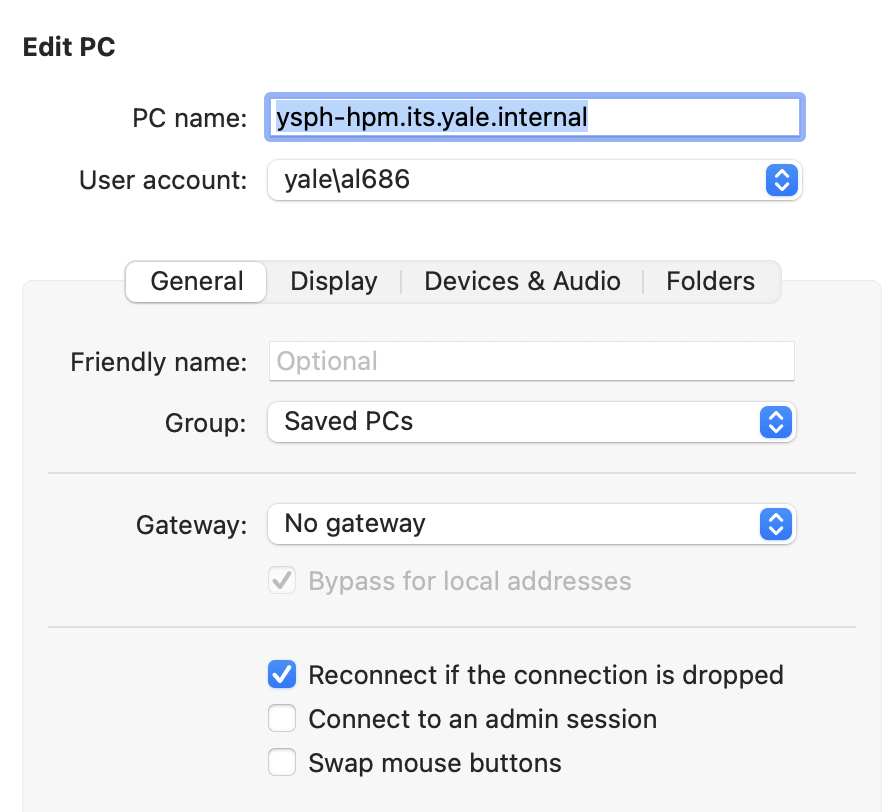 Edit PC
PC name: ysph-hpm.its.yale.internal
User account: yale\al686
General Display Devices & Audio Folders
Friendly name: Optional
Group: Saved PCs
Gateway: No gateway
Bypass for local addresses
Reconnect if the connection is dropped
Connect to an admin session
Swap mouse buttons